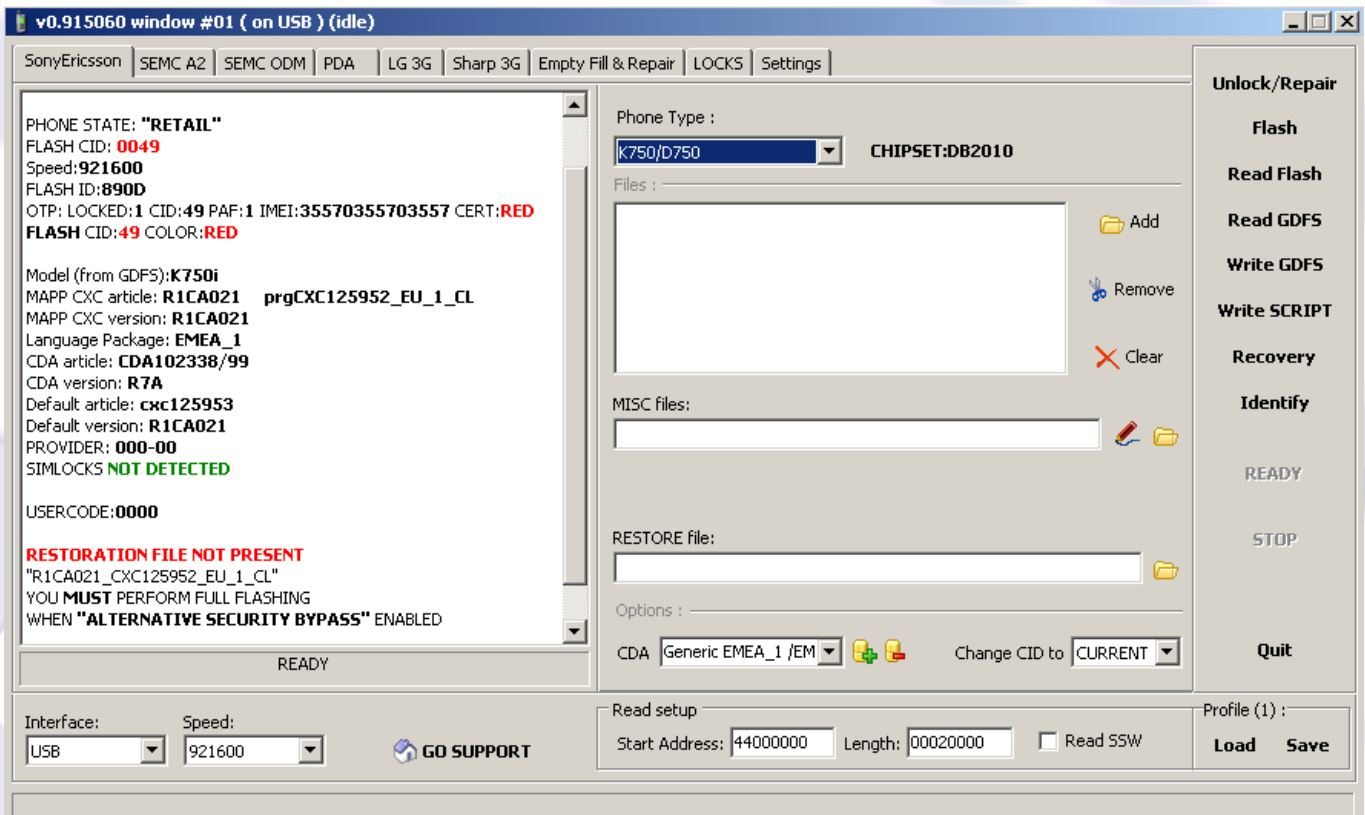 v0.915060 window #01 ( on USB ) (idle)
SonyEricsson SEMC A2 SEMC ODM PDA LG 3G Sharp 3G Empty Fill & Repair LOCKS Settings
PHONE STATE: "RETAIL"
FLASH CID: 0049
Speed:921600
FLASH ID:890D
OTP: LOCKED:1 CID:49 PAF:1 IMEI:35570355703557 CERT:RED
FLASH CID:49 COLOR:RED
Model (from GDFS):K750i
MAPP CXC article: R1CA021 prgCXC125952_EU_1_CL
MAPP CXC version: R1CA021
Language Package: EMEA_1
CDA article: CDA102338/99
CDA version: R7A
Default article: cxc125953
Default version: R1CA021
PROVIDER: 000-00
SIMLOCKS NOT DETECTED
USERCODE:0000
RESTORATION FILE NOT PRESENT
"R1CA021_CXC125952_EU_1_CL"
YOU MUST PERFORM FULL FLASHING
WHEN "ALTERNATIVE SECURITY BYPASS" ENABLED
READY
Phone Type :
K750/D750 CHIPSET:DB2010
Files :
Add
Remove
Clear
MISC files:
RESTORE file:
Options :
CDA Generic EMEA_1 /EM Change CID to CURRENT
Unlock/Repair
Flash
Read Flash
Read GDFS
Write GDFS
Write SCRIPT
Recovery
Identify
READY
STOP
Quit
Interface: Speed:
USB 921600 GO SUPPORT
Read setup
Start Address: 44000000 Length: 00020000 Read SSW
Profile (1) :
Load Save